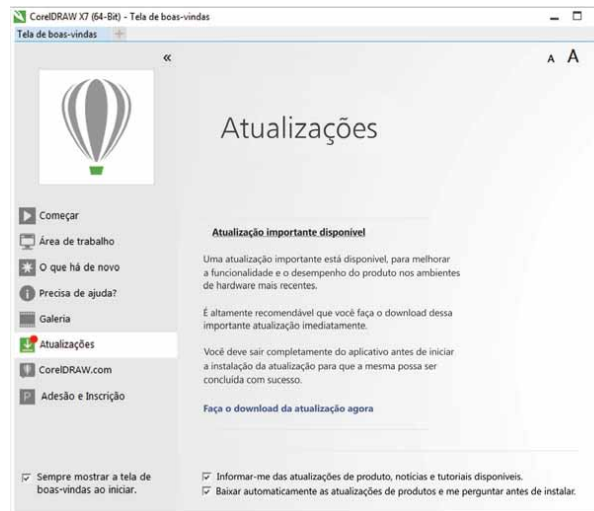 CorelDRAW X7 (64-Bit) - Tela de boas-vindas
Tela de boas-vindas +
«
A A
Atualizações
Começar
Área de trabalho
O que há de novo
Precisa de ajuda?
Galeria
Atualizações
CorelDRAW.com
P Adesão e Inscrição
Atualização importante disponível
Uma atualização importante está disponível, para melhorar
a funcionalidade e o desempenho do produto nos ambientes
de hardware mais recentes.
É altamente recomendável que você faça o download dessa
importante atualização imediatamente.
Você deve sair completamente do aplicativo antes de iniciar
a instalação da atualização para que a mesma possa ser
concluída com sucesso.
Faça o download da atualização agora
Sempre mostrar a tela de
boas-vindas ao iniciar.
Informar-me das atualizações de produto, notícias e tutoriais disponíveis.
Baixar automaticamente as atualizações de produtos e me perguntar antes de instalar.